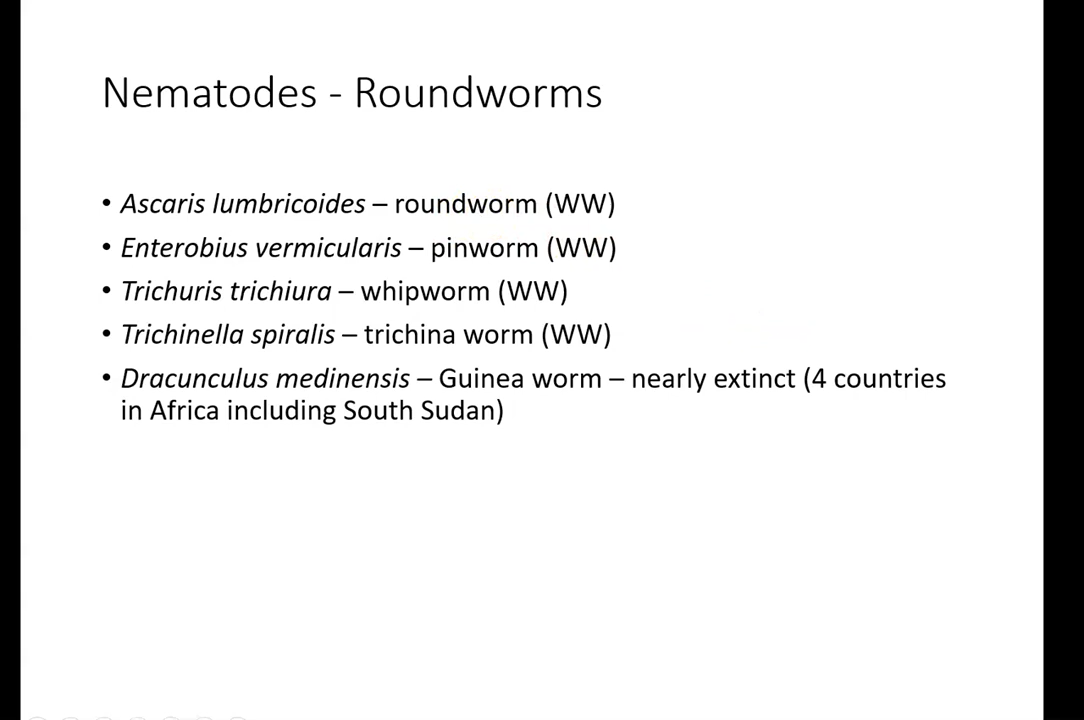 Nematodes - Roundworms
• Ascaris lumbricoides – roundworm (WW)
• Enterobius vermicularis – pinworm (WW)
• Trichuris trichiura – whipworm (WW)
• Trichinella spiralis – trichina worm (WW)
• Dracunculus medinensis – Guinea worm – nearly extinct (4 countries
in Africa including South Sudan)